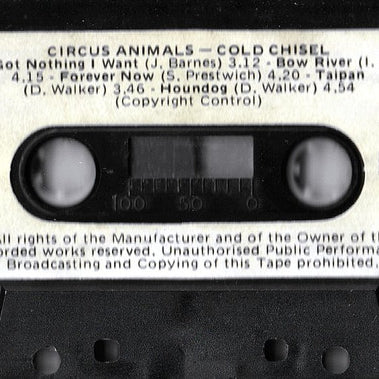 CIRCUS ANIMALS — COLD CHISEL
Got Nothing I Want (J. Barnes) 3.12 - Bow River (I.
4.15 - Forever Now (S. Prestwich) 4.20 - Taipan
(D. Walker) 3.46 - Houndog (D. Walker) 4.54
(Copyright Control)
100 50 0
All rights of the Manufacturer and of the Owner of th
orded works reserved. Unauthorised Public Performa
Broadcasting and Copying of this Tape prohibited.